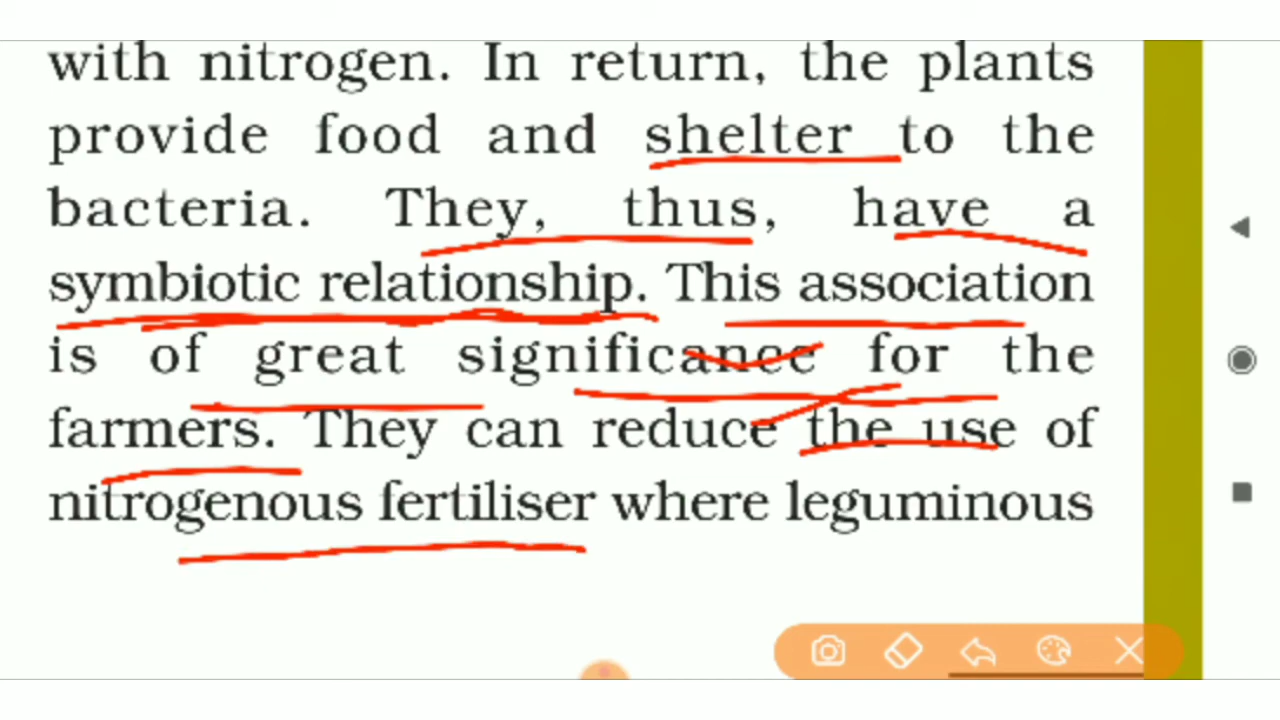 with nitrogen. In return, the plants
provide food and shelter to the
bacteria. They, thus, have a
symbiotic relationship. This association
is of great significance for the
farmers. They can reduce the use of
nitrogenous fertiliser where leguminous